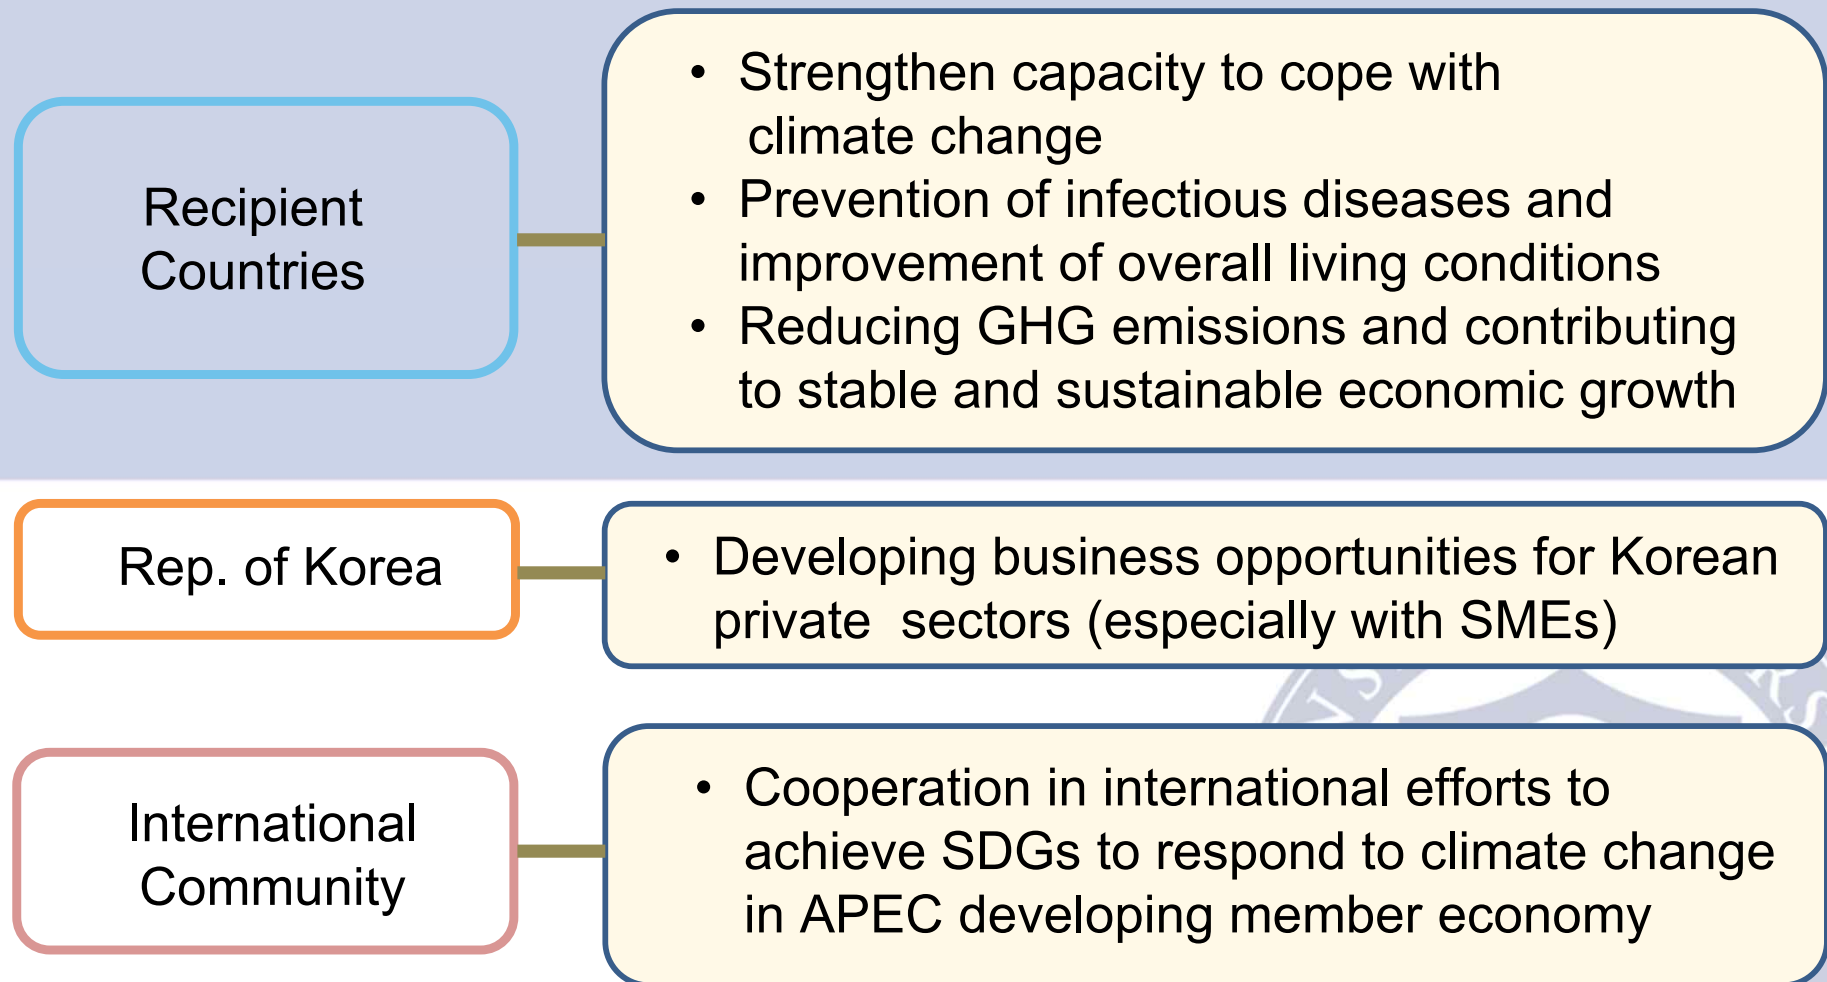 Recipient
Countries
• Strengthen capacity to cope with
climate change
• Prevention of infectious diseases and
improvement of overall living conditions
• Reducing GHG emissions and contributing
to stable and sustainable economic growth
Rep. of Korea
• Developing business opportunities for Korean
private  sectors (especially with SMEs)
International
Community
• Cooperation in international efforts to
achieve SDGs to respond to climate change
in APEC developing member economy